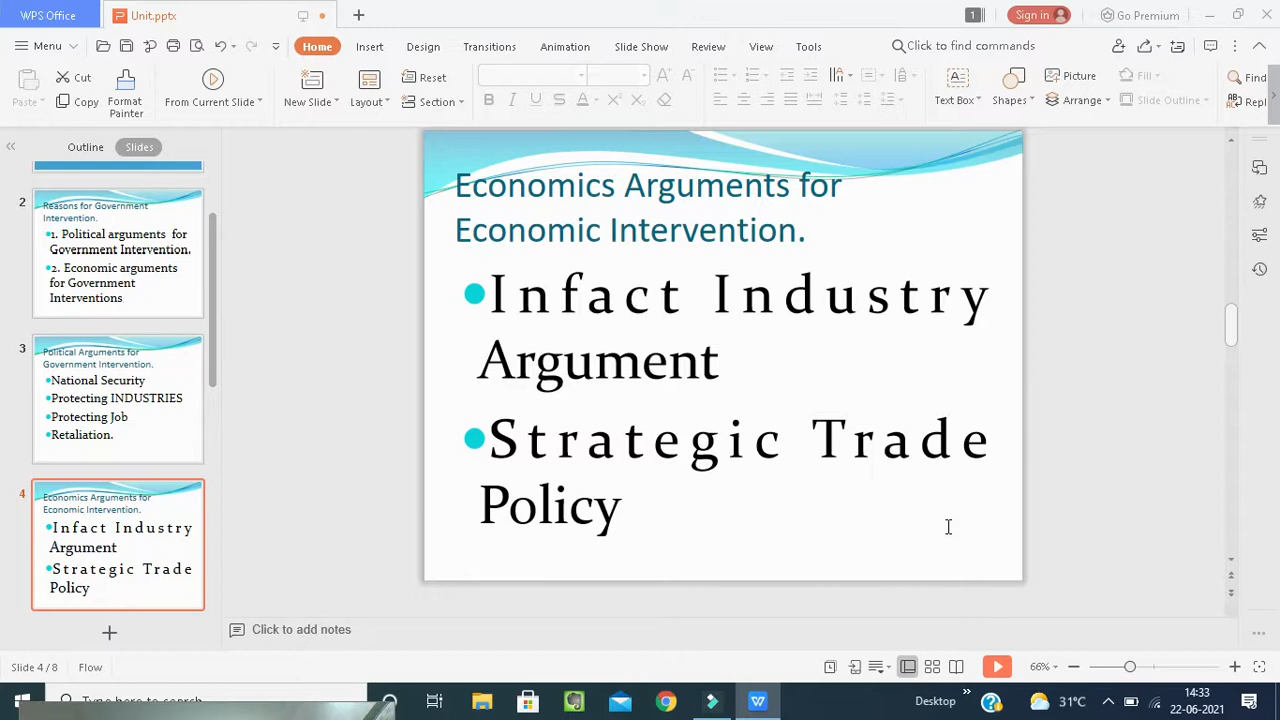 WPS Office
Unit.pptx
1
Sign in
Go Premium
Menu
Home
Insert
Design
Transitions
Animation
Slide Show
Review
View
Tools
Click to find commands
Cut
Format Painter
From Current Slide
New Slide
Layout
Reset
Section
B I U S A
Text Box
Shapes
Picture
Arrange
Fill
Find
Outline
Slides
2
Reasons for Government
Intervention.
1. Political arguments for
Government Intervention.
2. Economic arguments
for Government
Interventions
3
Political Arguments for
Government Intervention.
National Security
Protecting INDUSTRIES
Protecting Job
Retaliation.
4
Economics Arguments for
Economic Intervention.
Infact Industry
Argument
Strategic Trade
Policy
Economics Arguments for
Economic Intervention.
Infact Industry
Argument
Strategic Trade
Policy
Click to add notes
Slide 4 / 8
Flow
66%
Desktop
31°C
14:33
22-06-2021